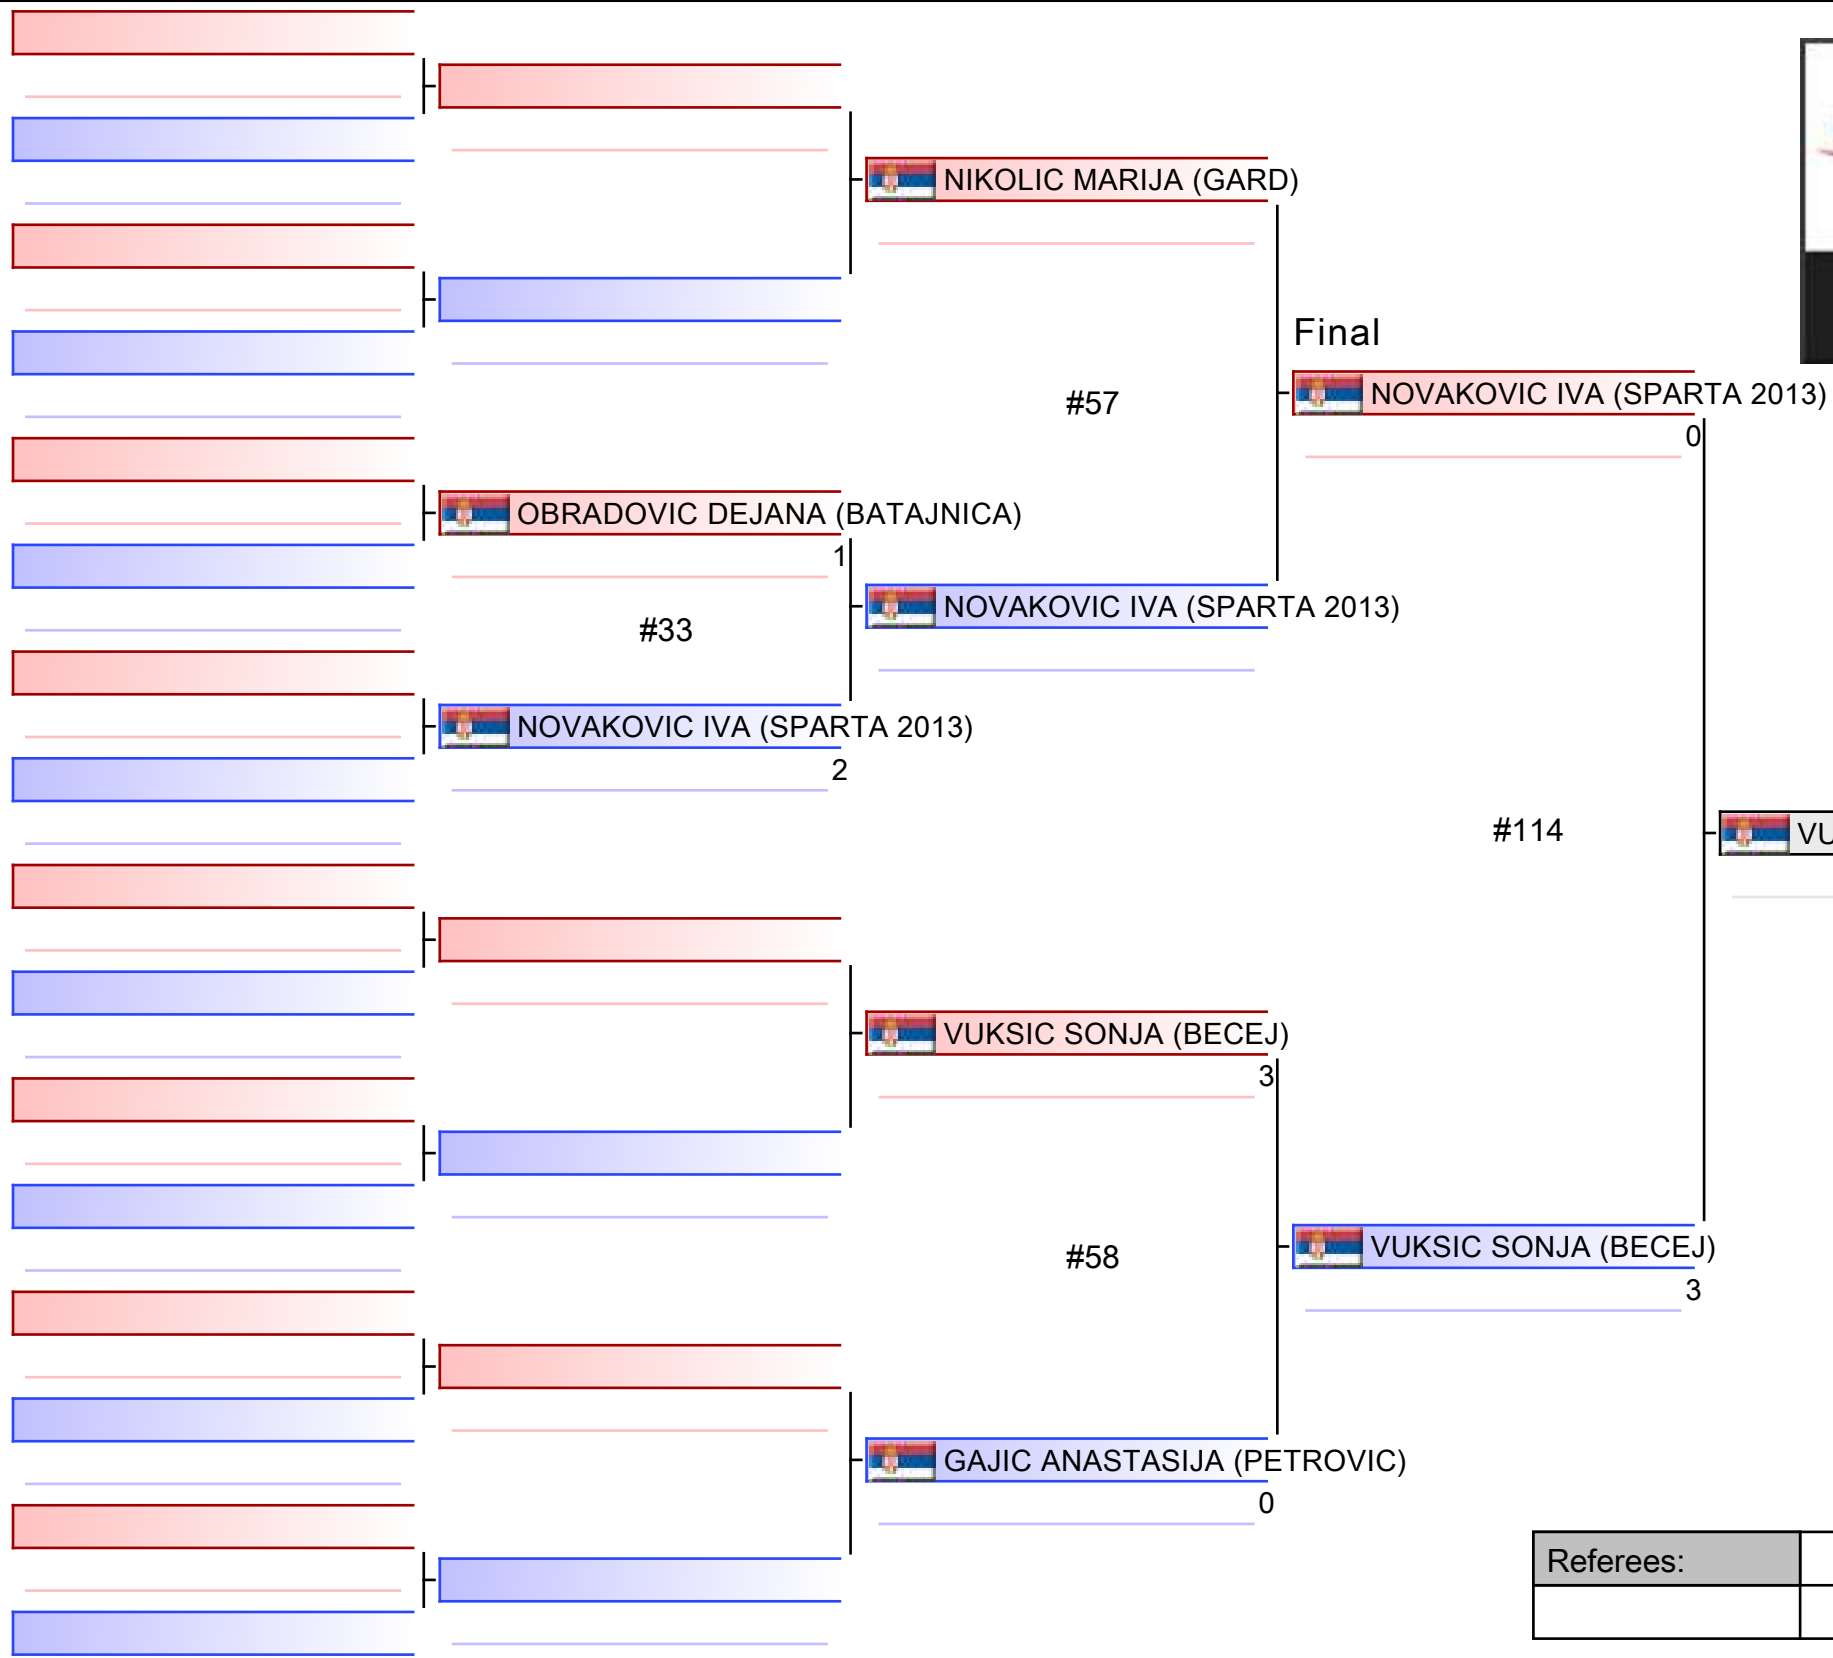 NIKOLIC MARIJA (GARD)
Final
#57
NOVAKOVIC IVA (SPARTA 2013)
0
OBRADOVIC DEJANA (BATAJNICA)
1
NOVAKOVIC IVA (SPARTA 2013)
#33
NOVAKOVIC IVA (SPARTA 2013)
2
#114
VU
VUKSIC SONJA (BECEJ)
3
#58
VUKSIC SONJA (BECEJ)
3
GAJIC ANASTASIJA (PETROVIC)
0
Referees: